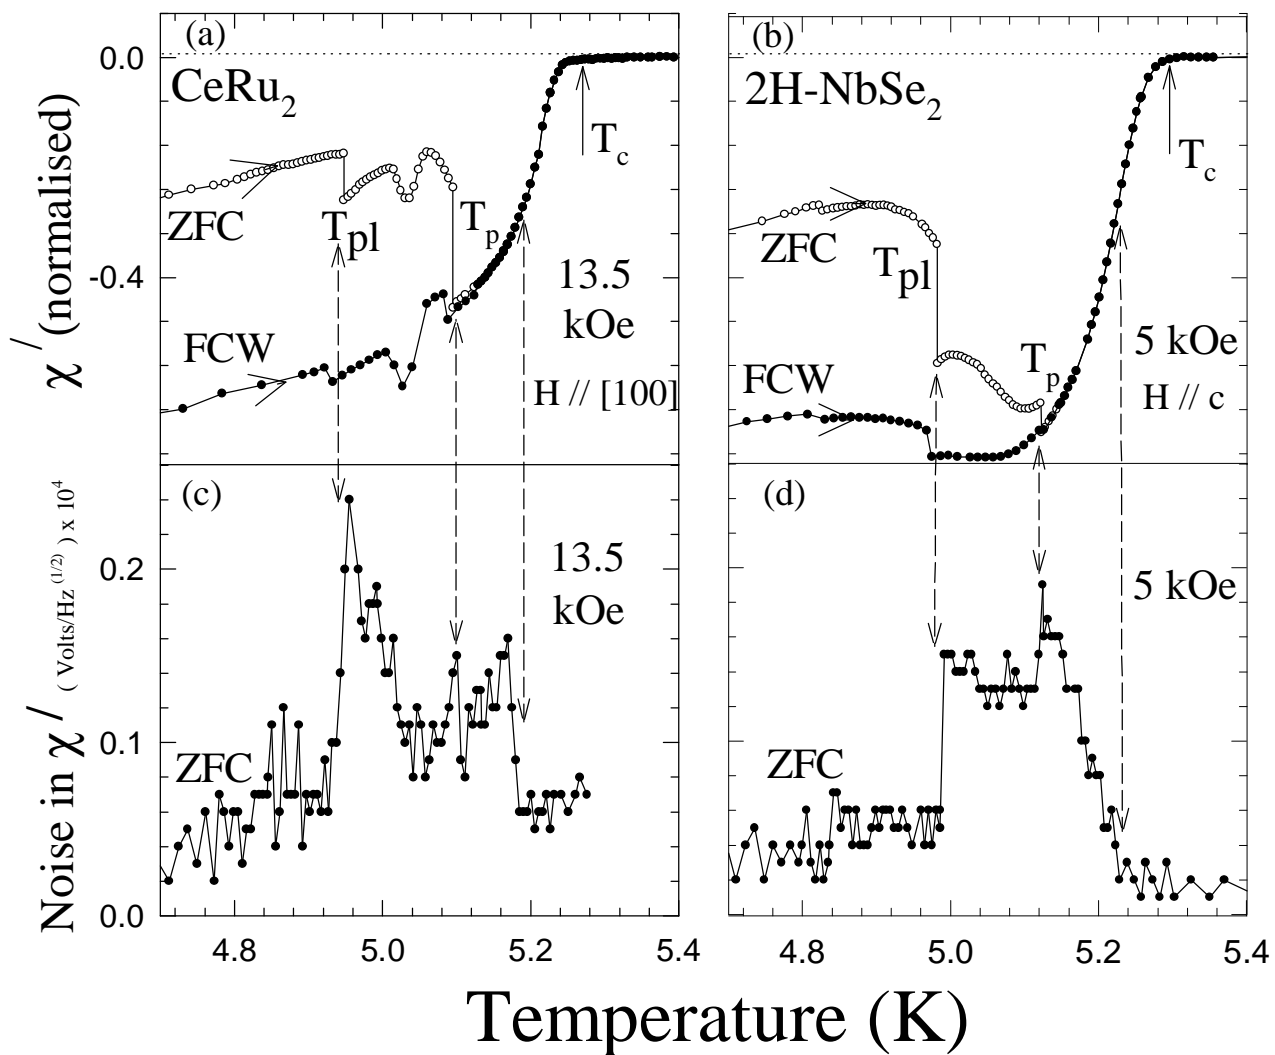 (a)
CeRu2
0.0
-0.4
χ′ (normalised)
ZFC
Tpl
Tp
Tc
FCW
13.5
kOe
H // [100]
(b)
2H-NbSe2
Tc
ZFC
Tpl
Tp
FCW
5 kOe
H // c
(c)
Noise in χ′ ( Volts/Hz (1/2) ) x 10^4
0.2
0.1
0.0
13.5
kOe
ZFC
(d)
5 kOe
ZFC
4.8 5.0 5.2 5.4
4.8 5.0 5.2 5.4
Temperature (K)